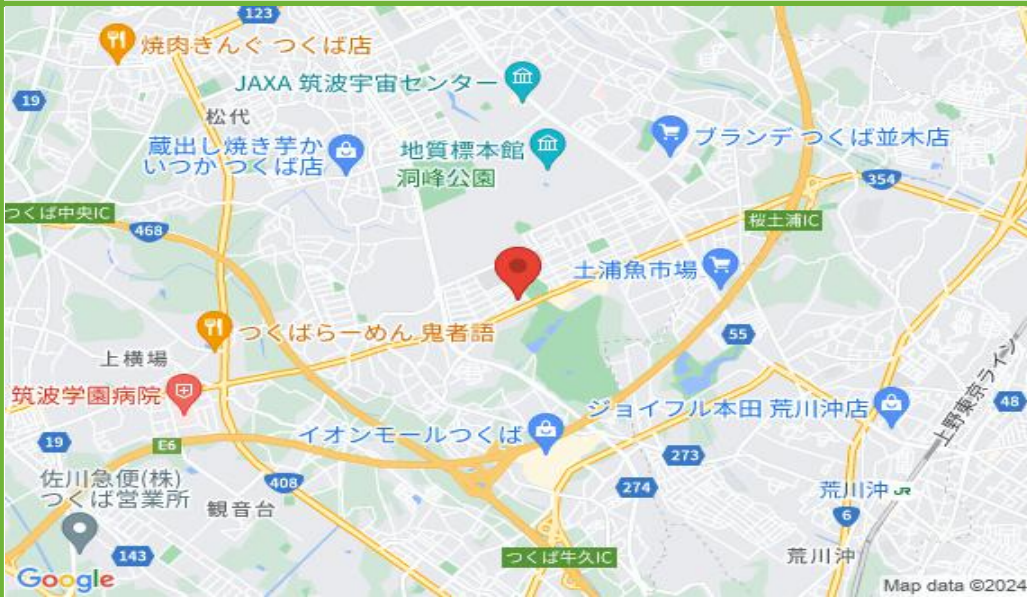 123
焼肉きんぐ つくば店
JAXA 筑波宇宙センター
19
松代
蔵出し焼き芋か
いつか つくば店
地質標本館
洞峰公園
ブランデ つくば並木店
354
つくば中央IC
468
桜土浦IC
土浦魚市場
つくばらーめん 鬼者語
55
上横場
筑波学園病院
ジョイフル本田 荒川沖店
上野東京ライン
48
イオンモールつくば
19
E6
273
佐川急便(株)
つくば営業所
408
観音台
274
荒川沖 JR
6
143
つくば牛久IC
荒川沖
Google
Map data ©2024